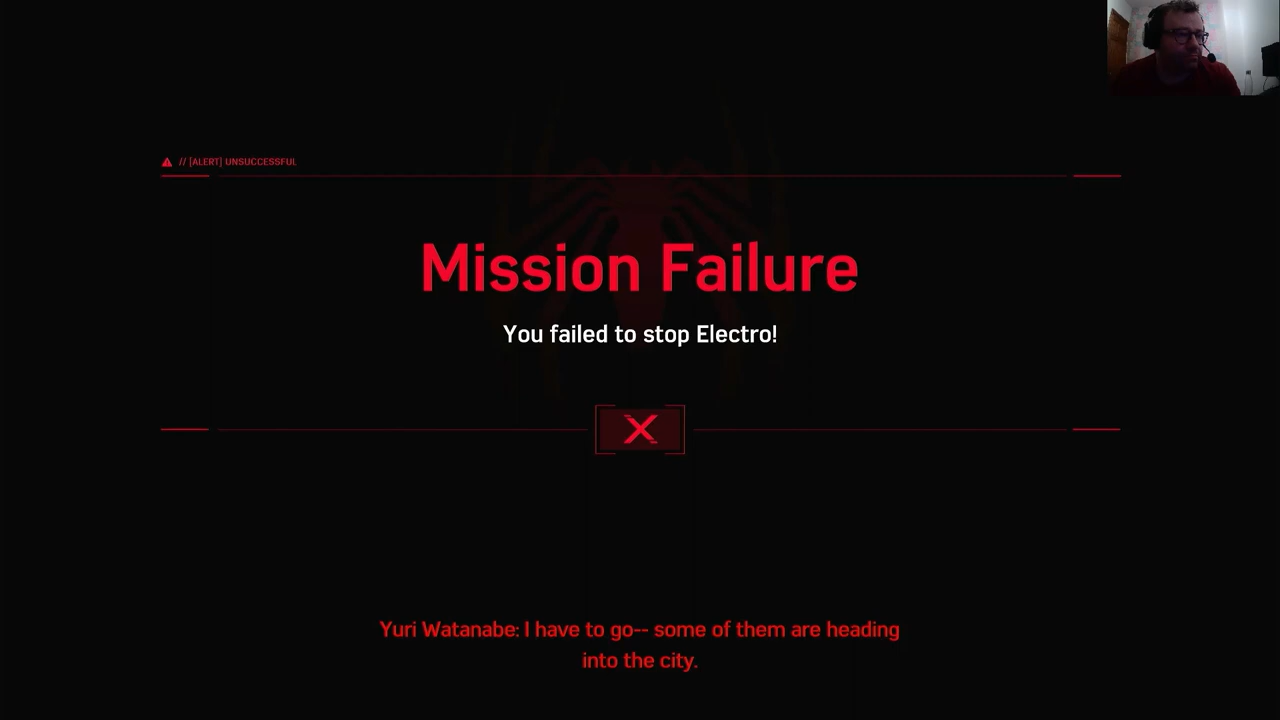 // [ALERT] UNSUCCESSFUL
Mission Failure
You failed to stop Electro!
X
Yuri Watanabe: I have to go-- some of them are heading
into the city.